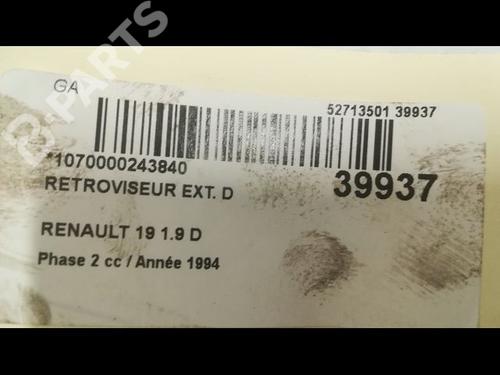 B-PARTS
GA
52713501 39937
*1070000243840
39937
RETROVISEUR EXT. D
RENAULT 19 1.9 D
Phase 2 cc / Année 1994